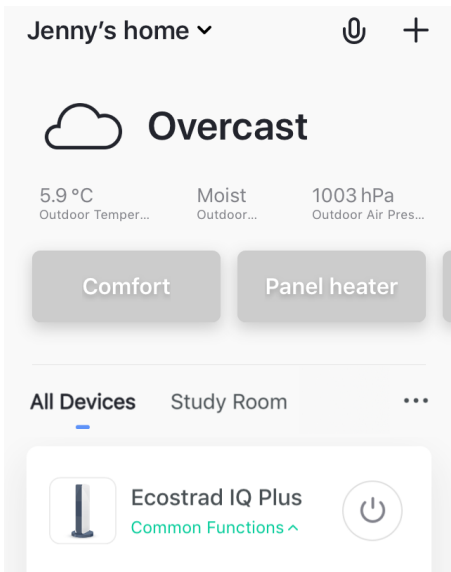 Jenny's home
Overcast
5.9 °C Moist 1003 hPa
Outdoor Temper... Outdoor... Outdoor Air Pres...
Comfort Panel heater
All Devices Study Room
Ecostrad IQ Plus
Common Functions